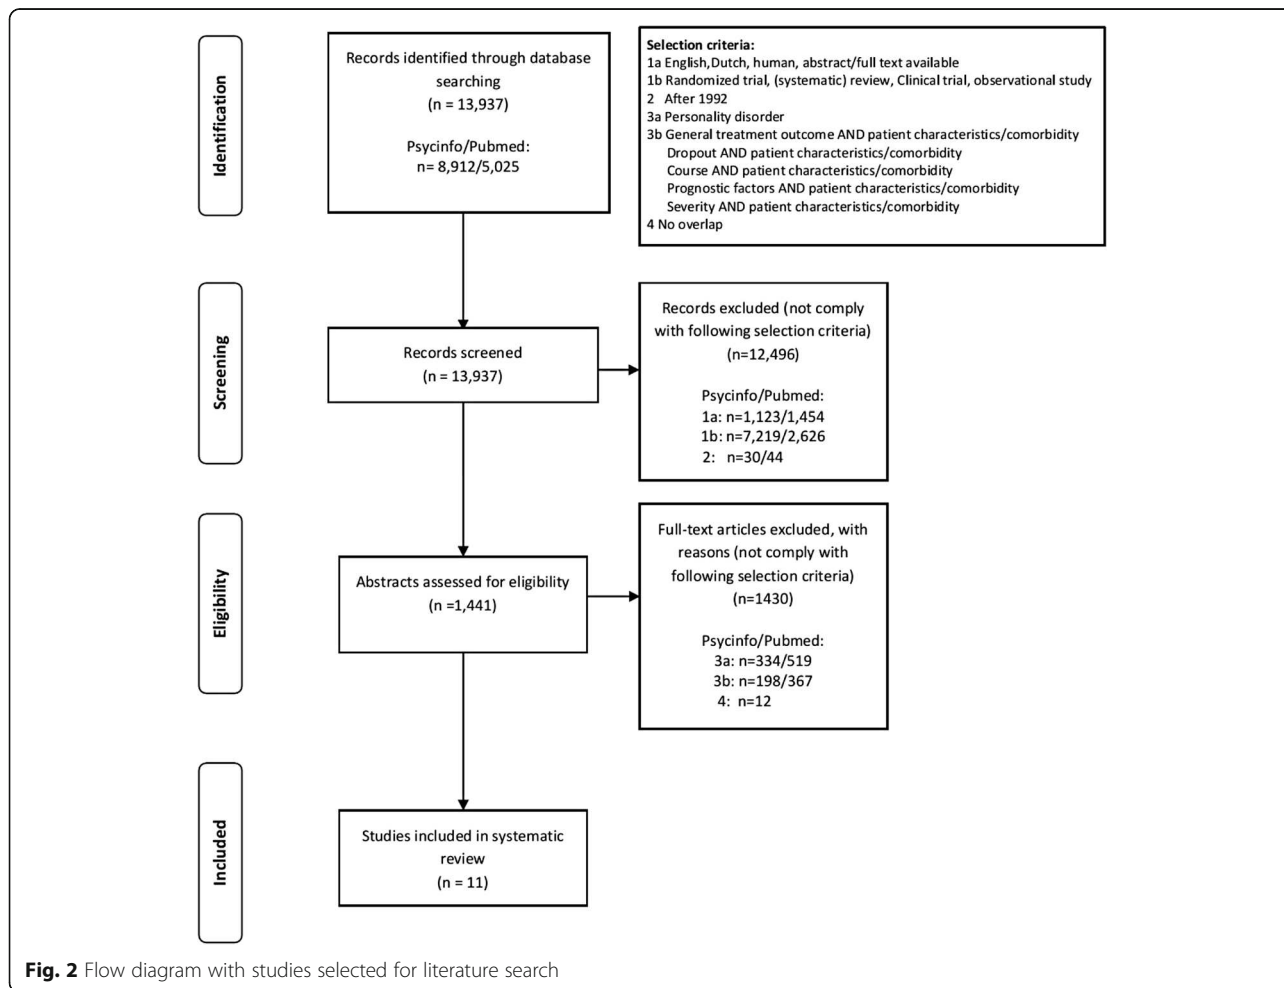 Identification
Records identified through database
searching
(n = 13,937)
Psycinfo/Pubmed:
n= 8,912/5,025
Selection criteria:
1a English,Dutch, human, abstract/full text available
1b Randomized trial, (systematic) review, Clinical trial, observational study
2 After 1992
3a Personality disorder
3b General treatment outcome AND patient characteristics/comorbidity
Dropout AND patient characteristics/comorbidity
Course AND patient characteristics/comorbidity
Prognostic factors AND patient characteristics/comorbidity
Severity AND patient characteristics/comorbidity
4 No overlap
Screening
Records screened
(n = 13,937)
Records excluded (not comply
with following selection criteria)
(n=12,496)
Psycinfo/Pubmed:
1a: n=1,123/1,454
1b: n=7,219/2,626
2: n=30/44
Eligibility
Abstracts assessed for eligibility
(n =1,441)
Full-text articles excluded, with
reasons (not comply with
following selection criteria)
(n=1430)
Psycinfo/Pubmed:
3a: n=334/519
3b: n=198/367
4: n=12
Included
Studies included in systematic
review
(n = 11)
Fig. 2 Flow diagram with studies selected for literature search